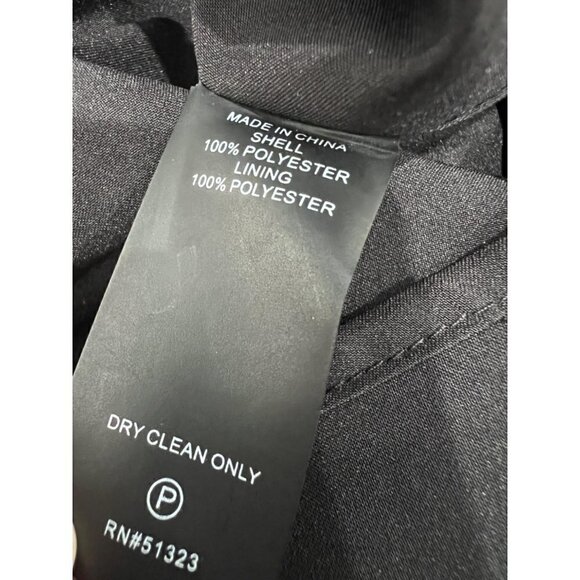 MADE IN CHINA
SHELL
100% POLYESTER
LINING
100% POLYESTER
DRY CLEAN ONLY
P
RN#51323